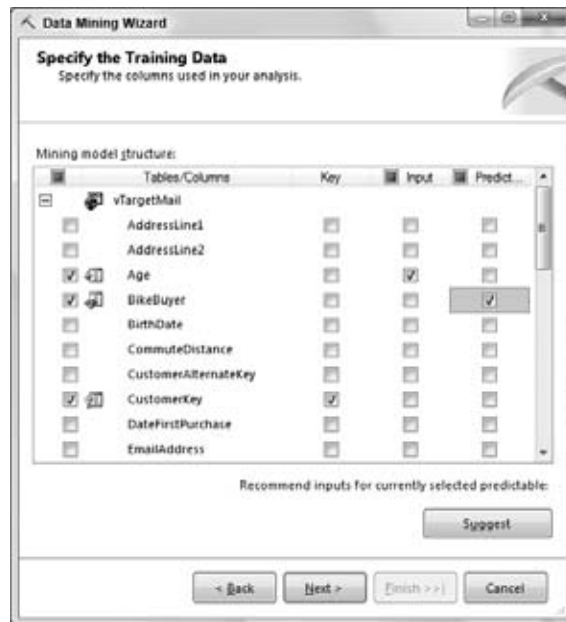 Data Mining Wizard
Specify the Training Data
Specify the columns used in your analysis.
Mining model structure:
Tables/Columns Key Input Predict...
vTargetMail
AddressLine1
AddressLine2
Age
BikeBuyer
BirthDate
CommuteDistance
CustomerAlternateKey
CustomerKey
DateFirstPurchase
EmailAddress
Recommend inputs for currently selected predictable:
Suggest
< Back Next > Finish >>| Cancel